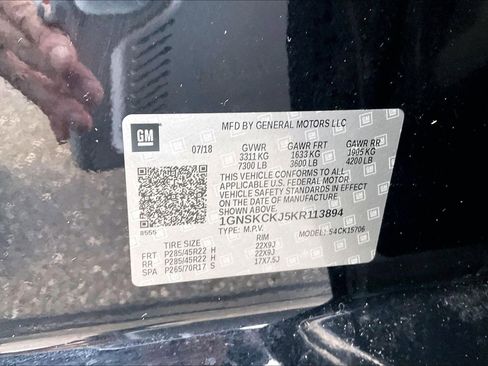 MFD BY GENERAL MOTORS LLC
GM
07/18 GVWR GAWR FRT GAWR RR
3311 KG 1633 KG 1905 KG
7300 LB 3600 LB 4200 LB
THIS VEHICLE CONFORMS TO ALL APPLICABLE
U.S. FEDERAL MOTOR
VEHICLE SAFETY STANDARDS IN EFFECT
ON THE DATE OF MANUFACTURE
1GNSKCKJ5KR113894
TYPE: M.P.V. MODEL: 54CK15706
8555
TIRE SIZE RIM
FRT P285/45R22 H 22X9J
RR P285/45R22 H 22X9J
SPA P265/70R17 S 17X7.5J